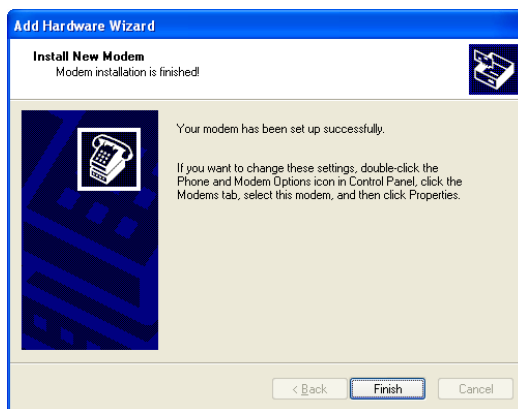 Add Hardware Wizard
Install New Modem
Modem installation is finished!
Your modem has been set up successfully.
If you want to change these settings, double-click the
Phone and Modem Options icon in Control Panel, click the
Modems tab, select this modem, and then click Properties.
< Back
Finish
Cancel